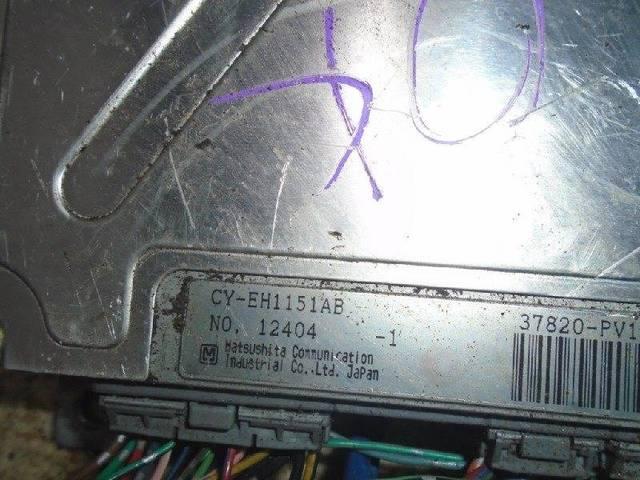 CY-EH1151AB
NO. 12404 -1
37820-PV1
M Matsushita Communication
Industrial Co.,Ltd. JaPan